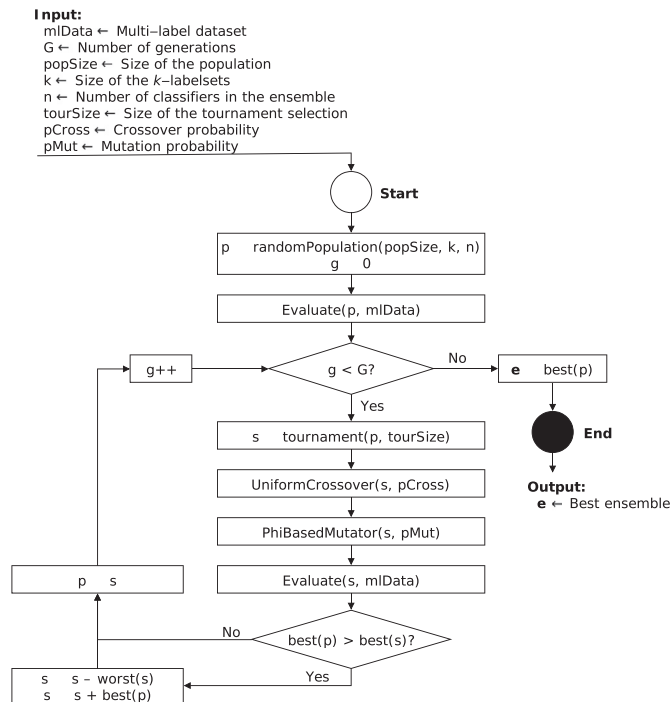 Input:
mlData ← Multi–label dataset
G ← Number of generations
popSize ← Size of the population
k ← Size of the k–labelsets
n ← Number of classifiers in the ensemble
tourSize ← Size of the tournament selection
pCross ← Crossover probability
pMut ← Mutation probability
Start
p randomPopulation(popSize, k, n)
g 0
Evaluate(p, mlData)
g++
g < G?
No
e best(p)
Yes
End
s tournament(p, tourSize)
UniformCrossover(s, pCross)
Output:
e ← Best ensemble
PhiBasedMutator(s, pMut)
p s
Evaluate(s, mlData)
No
best(p) > best(s)?
Yes
s s – worst(s)
s s + best(p)